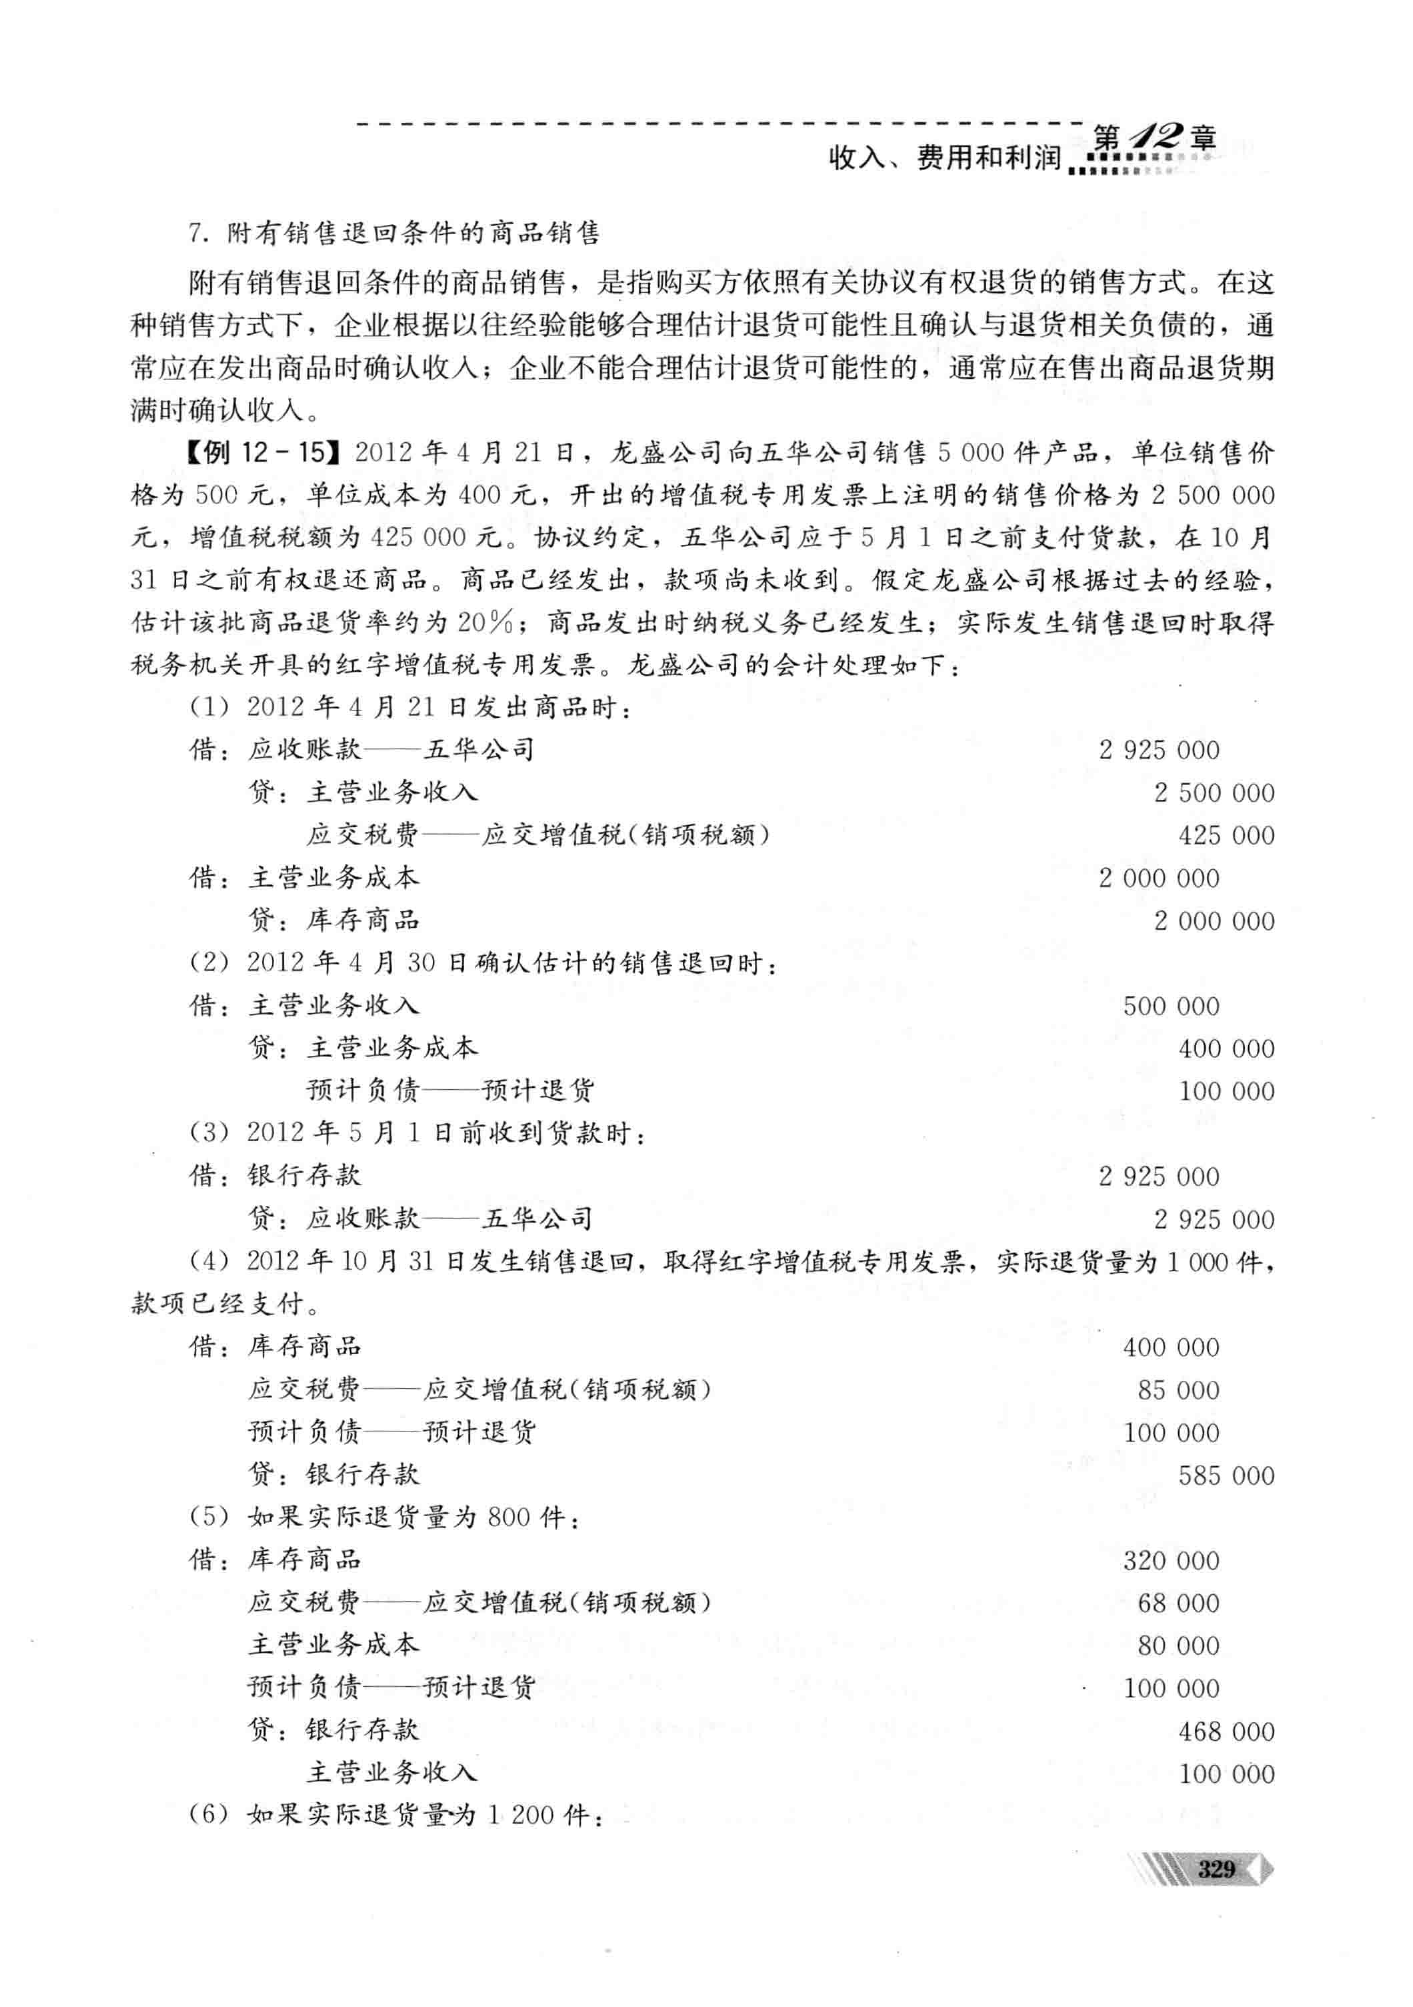 第12章
收入、费用和利润
7. 附有销售退回条件的商品销售
附有销售退回条件的商品销售，是指购买方依照有关协议有权退货的销售方式。在这
种销售方式下，企业根据以往经验能够合理估计退货可能性且确认与退货相关负债的，通
常应在发出商品时确认收入；企业不能合理估计退货可能性的，通常应在售出商品退货期
满时确认收入。
【例 12-15】2012 年 4 月 21 日，龙盛公司向五华公司销售 5 000 件产品，单位销售价
格为 500 元，单位成本为 400 元，开出的增值税专用发票上注明的销售价格为 2 500 000
元，增值税税额为 425 000 元。协议约定，五华公司应于 5 月 1 日之前支付货款，在 10 月
31 日之前有权退还商品。商品已经发出，款项尚未收到。假定龙盛公司根据过去的经验，
估计该批商品退货率约为 20%；商品发出时纳税义务已经发生；实际发生销售退回时取得
税务机关开具的红字增值税专用发票。龙盛公司的会计处理如下：
（1）2012 年 4 月 21 日发出商品时：
借：应收账款——五华公司 2 925 000
贷：主营业务收入 2 500 000
应交税费——应交增值税(销项税额) 425 000
借：主营业务成本 2 000 000
贷：库存商品 2 000 000
（2）2012 年 4 月 30 日确认估计的销售退回时：
借：主营业务收入 500 000
贷：主营业务成本 400 000
预计负债——预计退货 100 000
（3）2012 年 5 月 1 日前收到货款时：
借：银行存款 2 925 000
贷：应收账款——五华公司 2 925 000
（4）2012 年 10 月 31 日发生销售退回，取得红字增值税专用发票，实际退货量为 1 000 件，
款项已经支付。
借：库存商品 400 000
应交税费——应交增值税(销项税额) 85 000
预计负债——预计退货 100 000
贷：银行存款 585 000
（5）如果实际退货量为 800 件：
借：库存商品 320 000
应交税费——应交增值税(销项税额) 68 000
主营业务成本 80 000
预计负债——预计退货 100 000
贷：银行存款 468 000
主营业务收入 100 000
（6）如果实际退货量为 1 200 件：
329